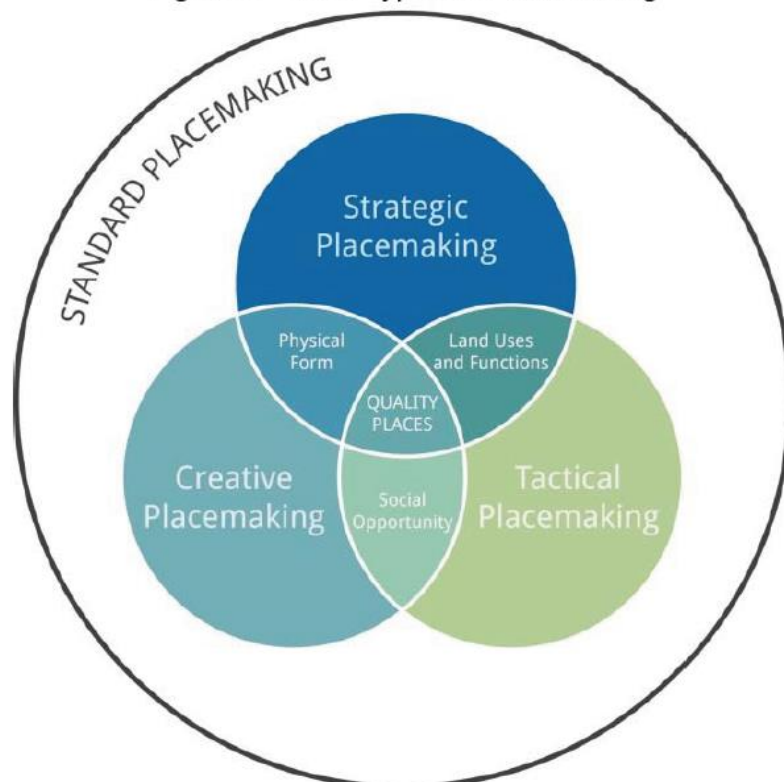 STANDARD PLACEMAKING
Strategic
Placemaking
Physical
Form
Land Uses
and Functions
QUALITY
PLACES
Creative
Placemaking
Social
Opportunity
Tactical
Placemaking